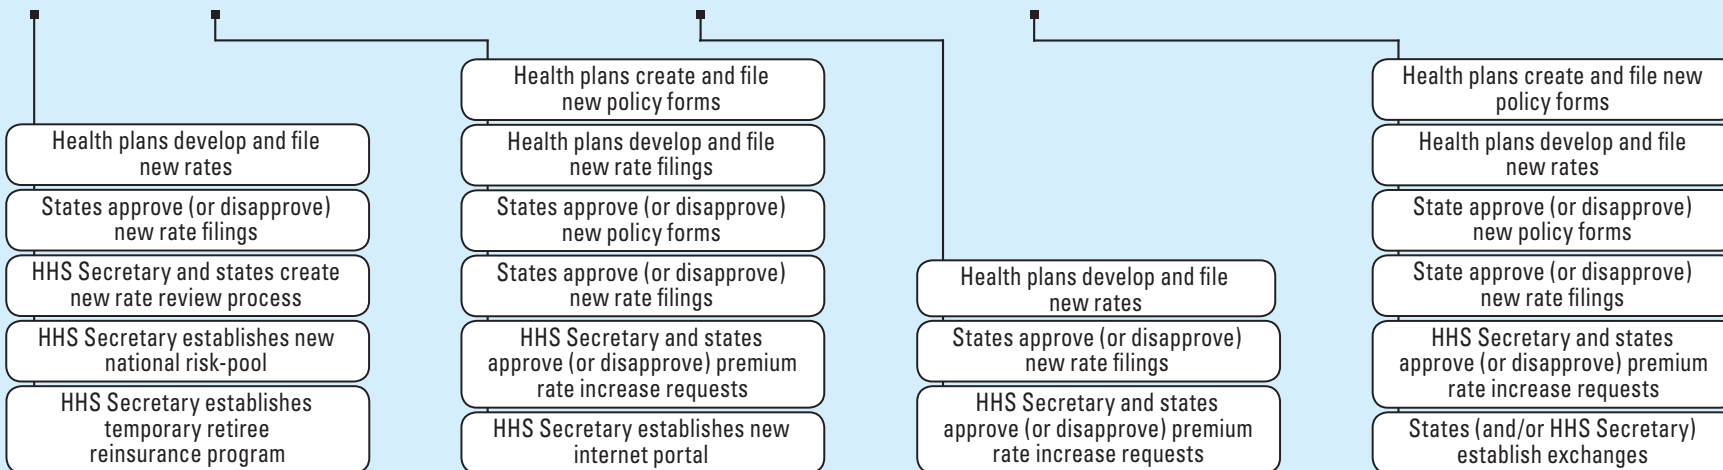 Health plans develop and file
new rates
States approve (or disapprove)
new rate filings
HHS Secretary and states create
new rate review process
HHS Secretary establishes new
national risk-pool
HHS Secretary establishes
temporary retiree
reinsurance program
Health plans create and file
new policy forms
Health plans develop and file
new rate filings
States approve (or disapprove)
new policy forms
States approve (or disapprove)
new rate filings
HHS Secretary and states
approve (or disapprove) premium
rate increase requests
HHS Secretary establishes new
internet portal
Health plans develop and file
new rates
States approve (or disapprove)
new rate filings
HHS Secretary and states
approve (or disapprove) premium
rate increase requests
Health plans create and file new
policy forms
Health plans develop and file
new rates
State approve (or disapprove)
new policy forms
State approve (or disapprove)
new rate filings
HHS Secretary and states
approve (or disapprove) premium
rate increase requests
States (and/or HHS Secretary)
establish exchanges